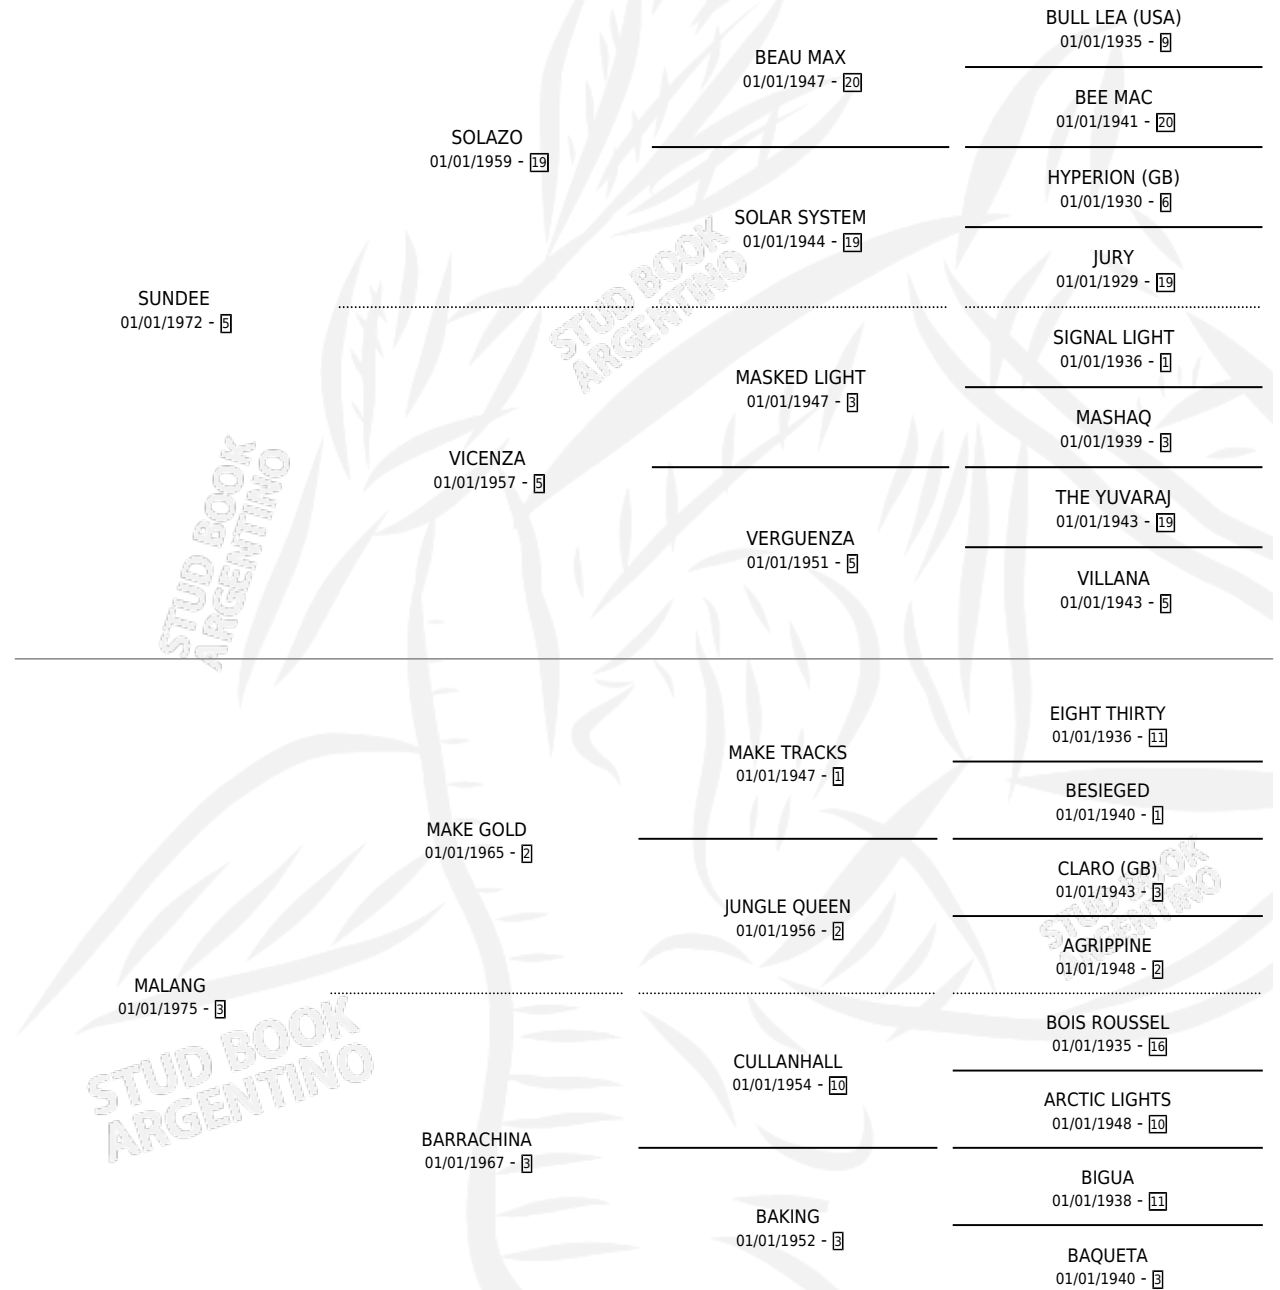 BULL LEA (USA)
01/01/1935 - 9
BEAU MAX
01/01/1947 - 20
BEE MAC
01/01/1941 - 20
SOLAZO
01/01/1959 - 19
HYPERION (GB)
01/01/1930 - 6
SOLAR SYSTEM
01/01/1944 - 19
JURY
01/01/1929 - 19
SUNDEE
01/01/1972 - 5
STUD BOOK
ARGENTINO
SIGNAL LIGHT
01/01/1936 - 1
MASKED LIGHT
01/01/1947 - 3
MASHAQ
01/01/1939 - 3
VICENZA
01/01/1957 - 5
THE YUVARAJ
01/01/1943 - 19
VERGUENZA
01/01/1951 - 5
VILLANA
01/01/1943 - 5
STUD BOOK
ARGENTINO
EIGHT THIRTY
01/01/1936 - 11
MAKE TRACKS
01/01/1947 - 1
BESIEGED
01/01/1940 - 1
MAKE GOLD
01/01/1965 - 2
CLARO (GB)
01/01/1943 - 3
JUNGLE QUEEN
01/01/1956 - 2
STUD BOOK
ARGENTINO
AGRIPPINE
01/01/1948 - 2
MALANG
01/01/1975 - 3
BOIS ROUSSEL
01/01/1935 - 16
CULLANHALL
01/01/1954 - 10
ARCTIC LIGHTS
01/01/1948 - 10
STUD BOOK
ARGENTINO
BARRACHINA
01/01/1967 - 3
BIGUA
01/01/1938 - 11
BAKING
01/01/1952 - 3
BAQUETA
01/01/1940 - 3